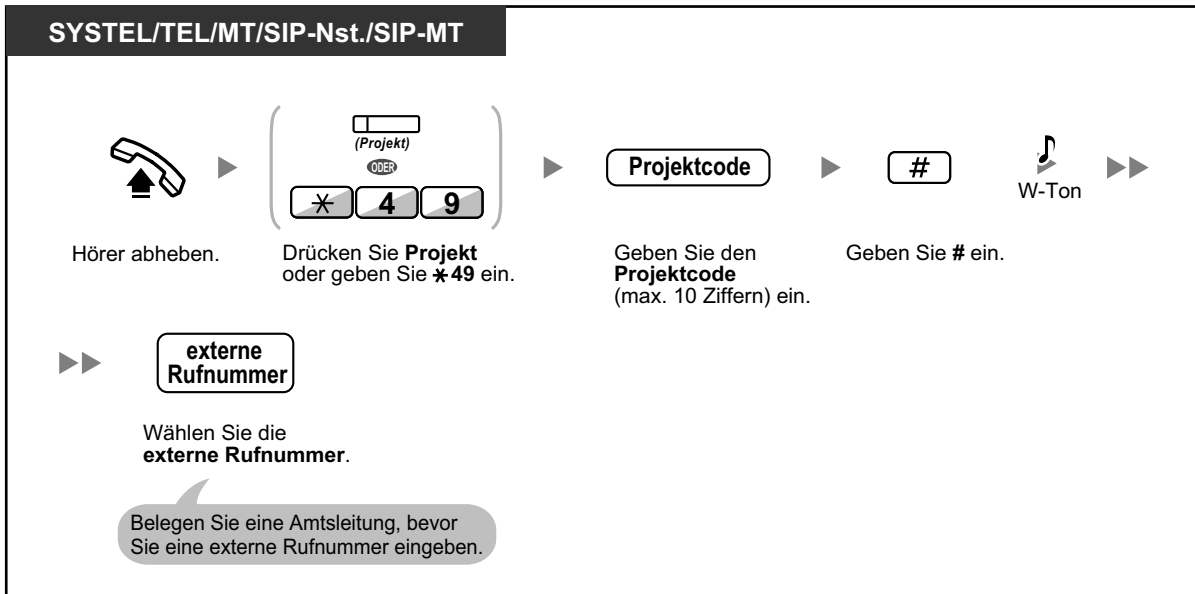 SYSTEL/TEL/MT/SIP-Nst./SIP-MT
(Projekt)
ODER
* 4 9
Projektcode
#
W-Ton
Hörer abheben.
Drücken Sie Projekt
oder geben Sie *49 ein.
Geben Sie den
Projektcode
(max. 10 Ziffern) ein.
Geben Sie # ein.
externe
Rufnummer
Wählen Sie die
externe Rufnummer.
Belegen Sie eine Amtsleitung, bevor
Sie eine externe Rufnummer eingeben.